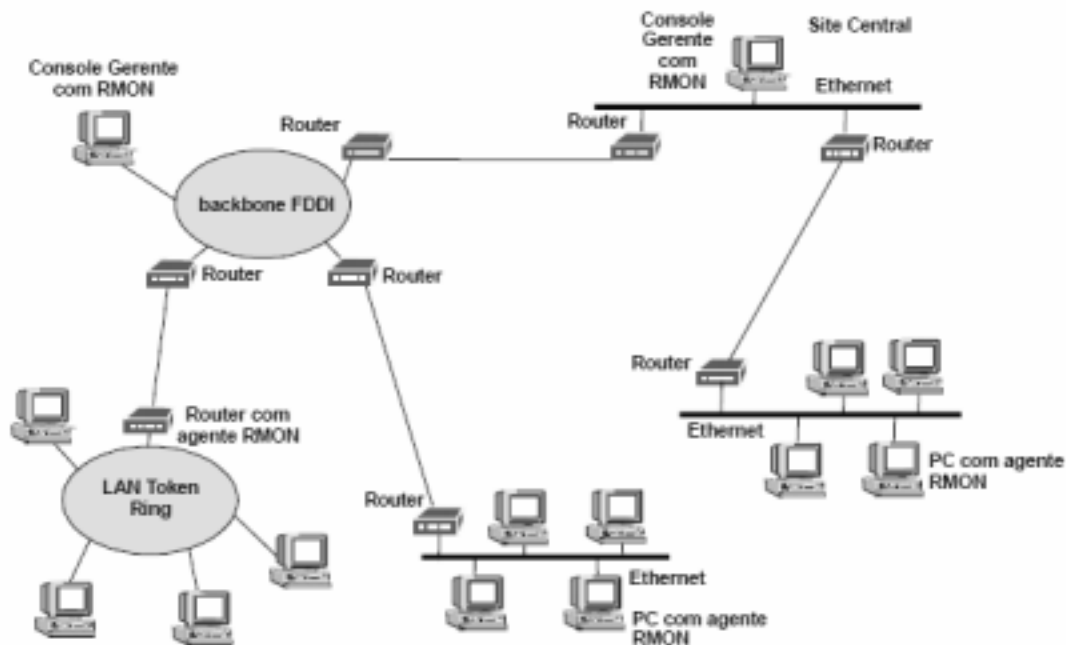 Console
Gerente
com
RMON
Site Central
Console Gerente
com RMON
Ethernet
Router
Router
Router
backbone FDDI
Router
Router
Router
Router com
agente RMON
Ethernet
PC com agente
RMON
LAN Token
Ring
Router
Ethernet
PC com agente
RMON